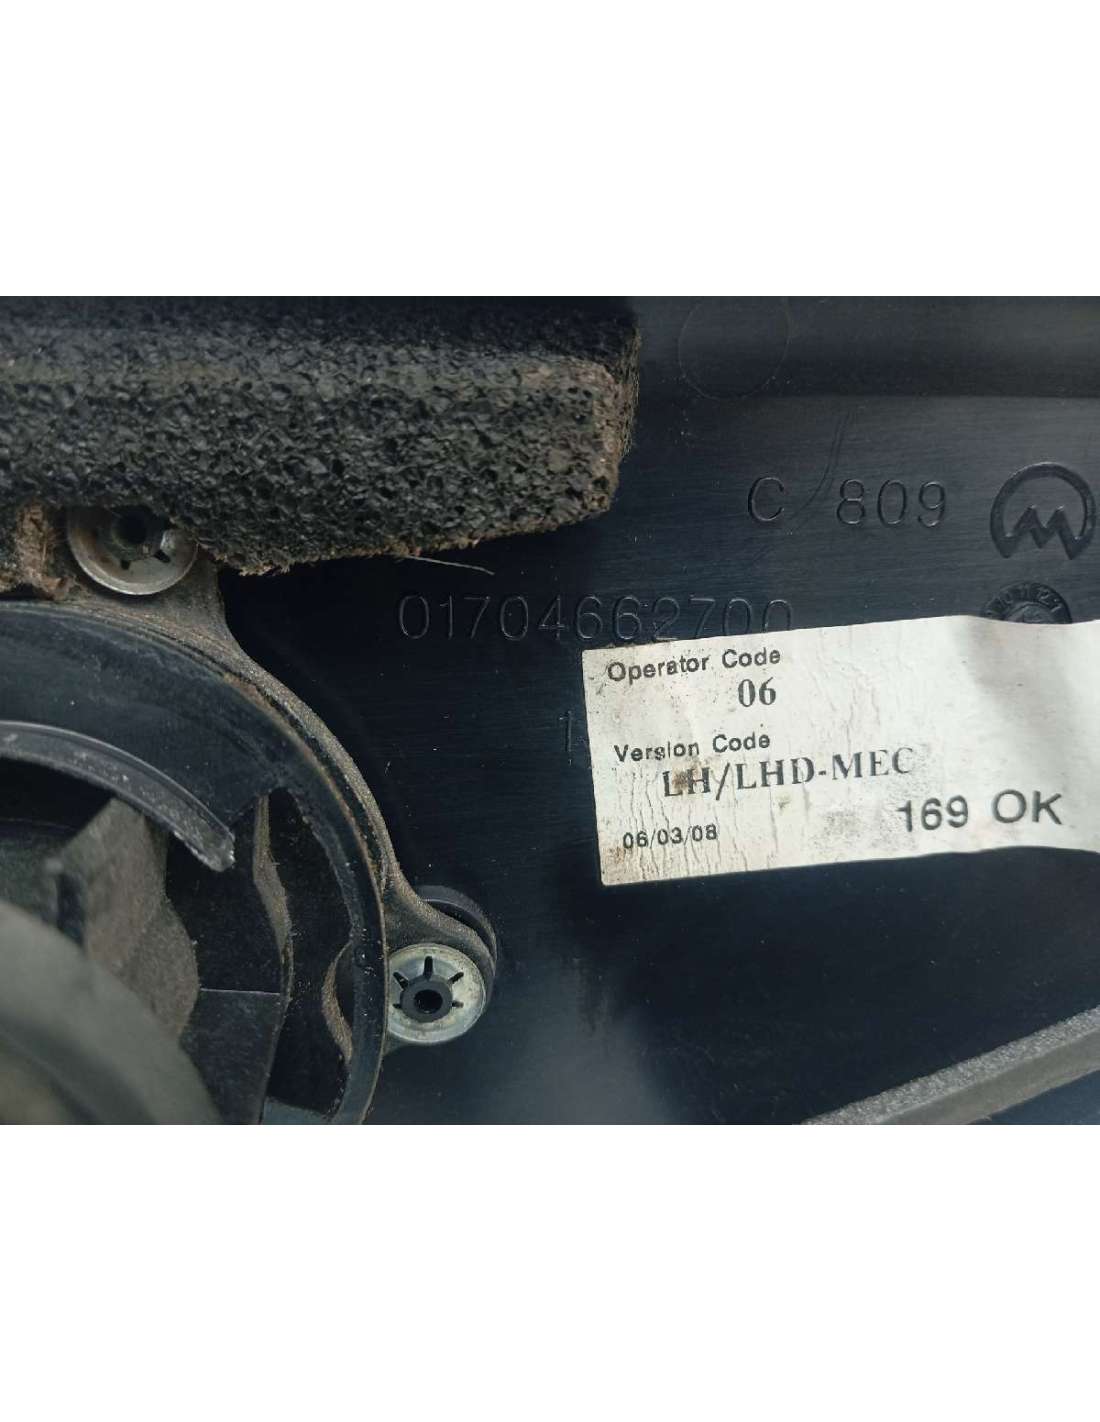 C 809
01704662700
Operator Code
06
Version Code
LH/LHD-MEC
06/03/08
169 OK